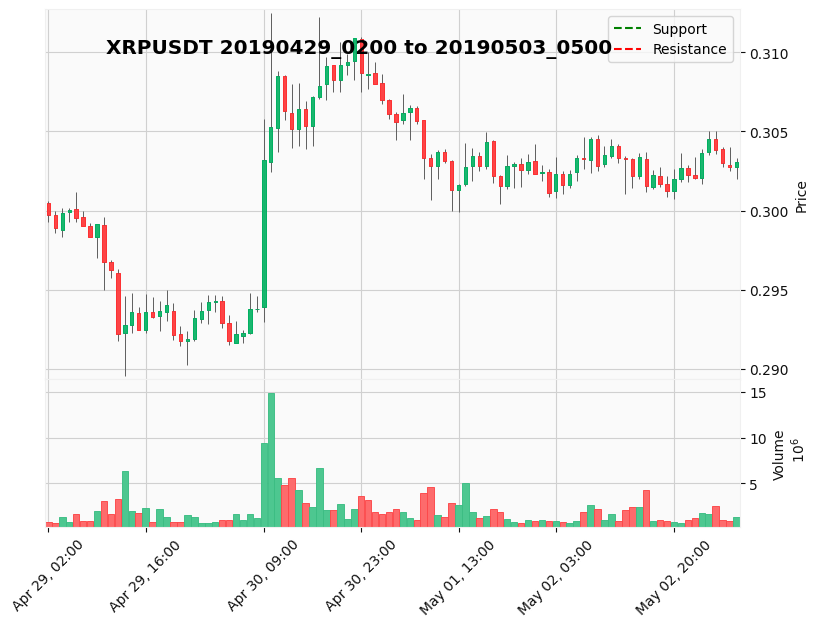 XRPUSDT 20190429_0200 to 20190503_0500
Support
Resistance
0.310
0.305
0.300
0.295
0.290
Price
15
10
5
Volume
10^6
Apr 29, 02:00
Apr 29, 16:00
Apr 30, 09:00
Apr 30, 23:00
May 01, 13:00
May 02, 03:00
May 02, 20:00